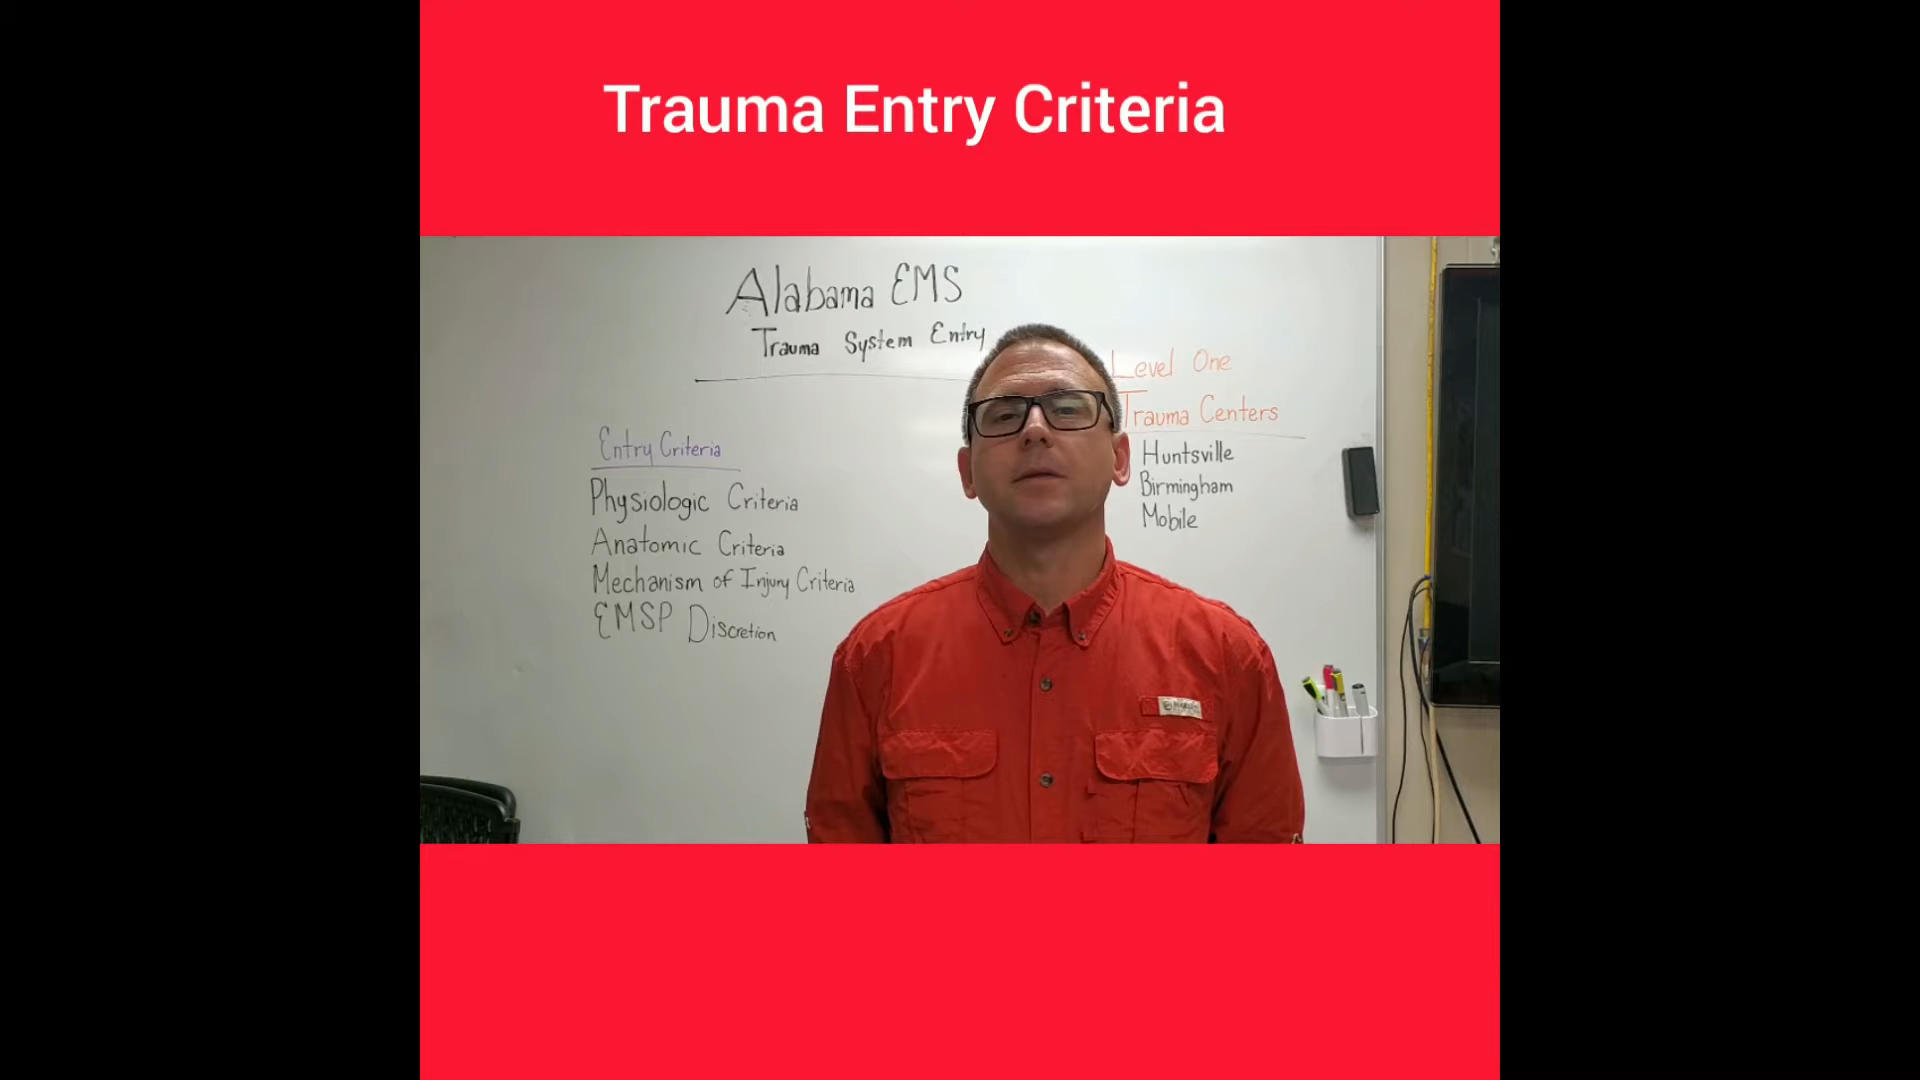 Trauma Entry Criteria
Alabama EMS
Trauma System Entry
Level One
Trauma Centers
Huntsville
Birmingham
Mobile
Entry Criteria
Physiologic Criteria
Anatomic Criteria
Mechanism of Injury Criteria
EMSP Discretion